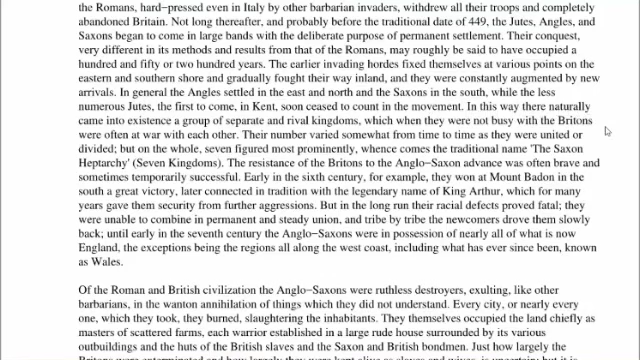 the Romans, hard−pressed even in Italy by other barbarian invaders, withdrew all their troops and completely
abandoned Britain. Not long thereafter, and probably before the traditional date of 449, the Jutes, Angles, and
Saxons began to come in large bands with the deliberate purpose of permanent settlement. Their conquest,
very different in its methods and results from that of the Romans, may roughly be said to have occupied a
hundred and fifty or two hundred years. The earlier invading hordes fixed themselves at various points on the
eastern and southern shore and gradually fought their way inland, and they were constantly augmented by new
arrivals. In general the Angles settled in the east and north and the Saxons in the south, while the less
numerous Jutes, the first to come, in Kent, soon ceased to count in the movement. In this way there naturally
came into existence a group of separate and rival kingdoms, which when they were not busy with the Britons
were often at war with each other. Their number varied somewhat from time to time as they were united or
divided; but on the whole, seven figured most prominently, whence comes the traditional name 'The Saxon
Heptarchy' (Seven Kingdoms). The resistance of the Britons to the Anglo−Saxon advance was often brave and
sometimes temporarily successful. Early in the sixth century, for example, they won at Mount Badon in the
south a great victory, later connected in tradition with the legendary name of King Arthur, which for many
years gave them security from further aggressions. But in the long run their racial defects proved fatal; they
were unable to combine in permanent and steady union, and tribe by tribe the newcomers drove them slowly
back; until early in the seventh century the Anglo−Saxons were in possession of nearly all of what is now
England, the exceptions being the regions all along the west coast, including what has ever since been, known
as Wales.
Of the Roman and British civilization the Anglo−Saxons were ruthless destroyers, exulting, like other
barbarians, in the wanton annihilation of things which they did not understand. Every city, or nearly every
one, which they took, they burned, slaughtering the inhabitants. They themselves occupied the land chiefly as
masters of scattered farms, each warrior established in a large rude house surrounded by its various
outbuildings and the huts of the British slaves and the Saxon and British bondmen. Just how largely the
Britons were exterminated and how largely they were kept alive as slaves and wives, is uncertain; but it is